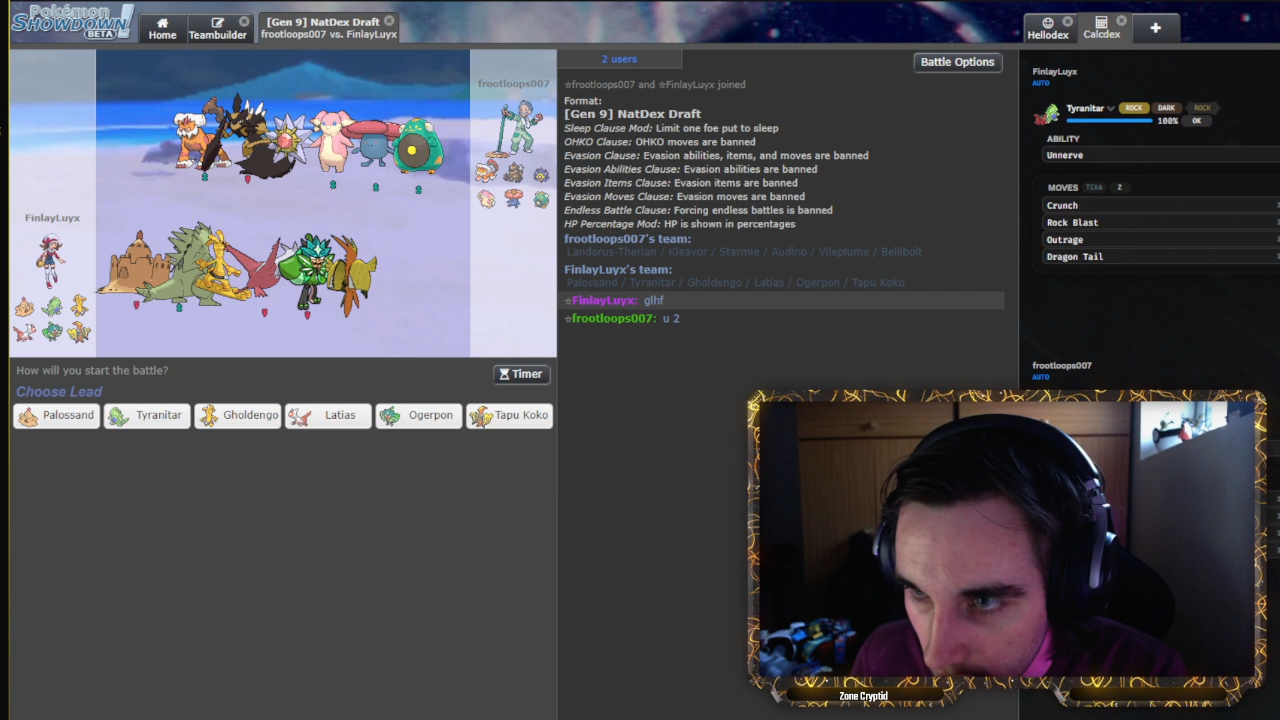 Pokémon
SHOWDOWN!
BETA
Home
Teambuilder
[Gen 9] NatDex Draft
frootloops007 vs. FinlayLuyx
Hellodex
Calcdex
+
frootloops007
FinlayLuyx
2 users
Battle Options
☆frootloops007 and ☆FinlayLuyx joined
Format:
[Gen 9] NatDex Draft
Sleep Clause Mod: Limit one foe put to sleep
OHKO Clause: OHKO moves are banned
Evasion Clause: Evasion abilities, items, and moves are banned
Evasion Abilities Clause: Evasion abilities are banned
Evasion Items Clause: Evasion items are banned
Evasion Moves Clause: Evasion moves are banned
Endless Battle Clause: Forcing endless battles is banned
HP Percentage Mod: HP is shown in percentages
frootloops007's team:
Landorus-Therian / Kleavor / Starmie / Audino / Vileplume / Bellibolt
FinlayLuyx's team:
Palossand / Tyranitar / Gholdengo / Latias / Ogerpon / Tapu Koko
☆FinlayLuyx: glhf
☆frootloops007: u 2
How will you start the battle?
Timer
Choose Lead
Palossand
Tyranitar
Gholdengo
Latias
Ogerpon
Tapu Koko
FinlayLuyx
AUTO
Tyranitar ROCK DARK ROCK
100% OK
ABILITY
Unnerve
MOVES TERA Z
Crunch
Rock Blast
Outrage
Dragon Tail
frootloops007
AUTO
Zone Cryptid